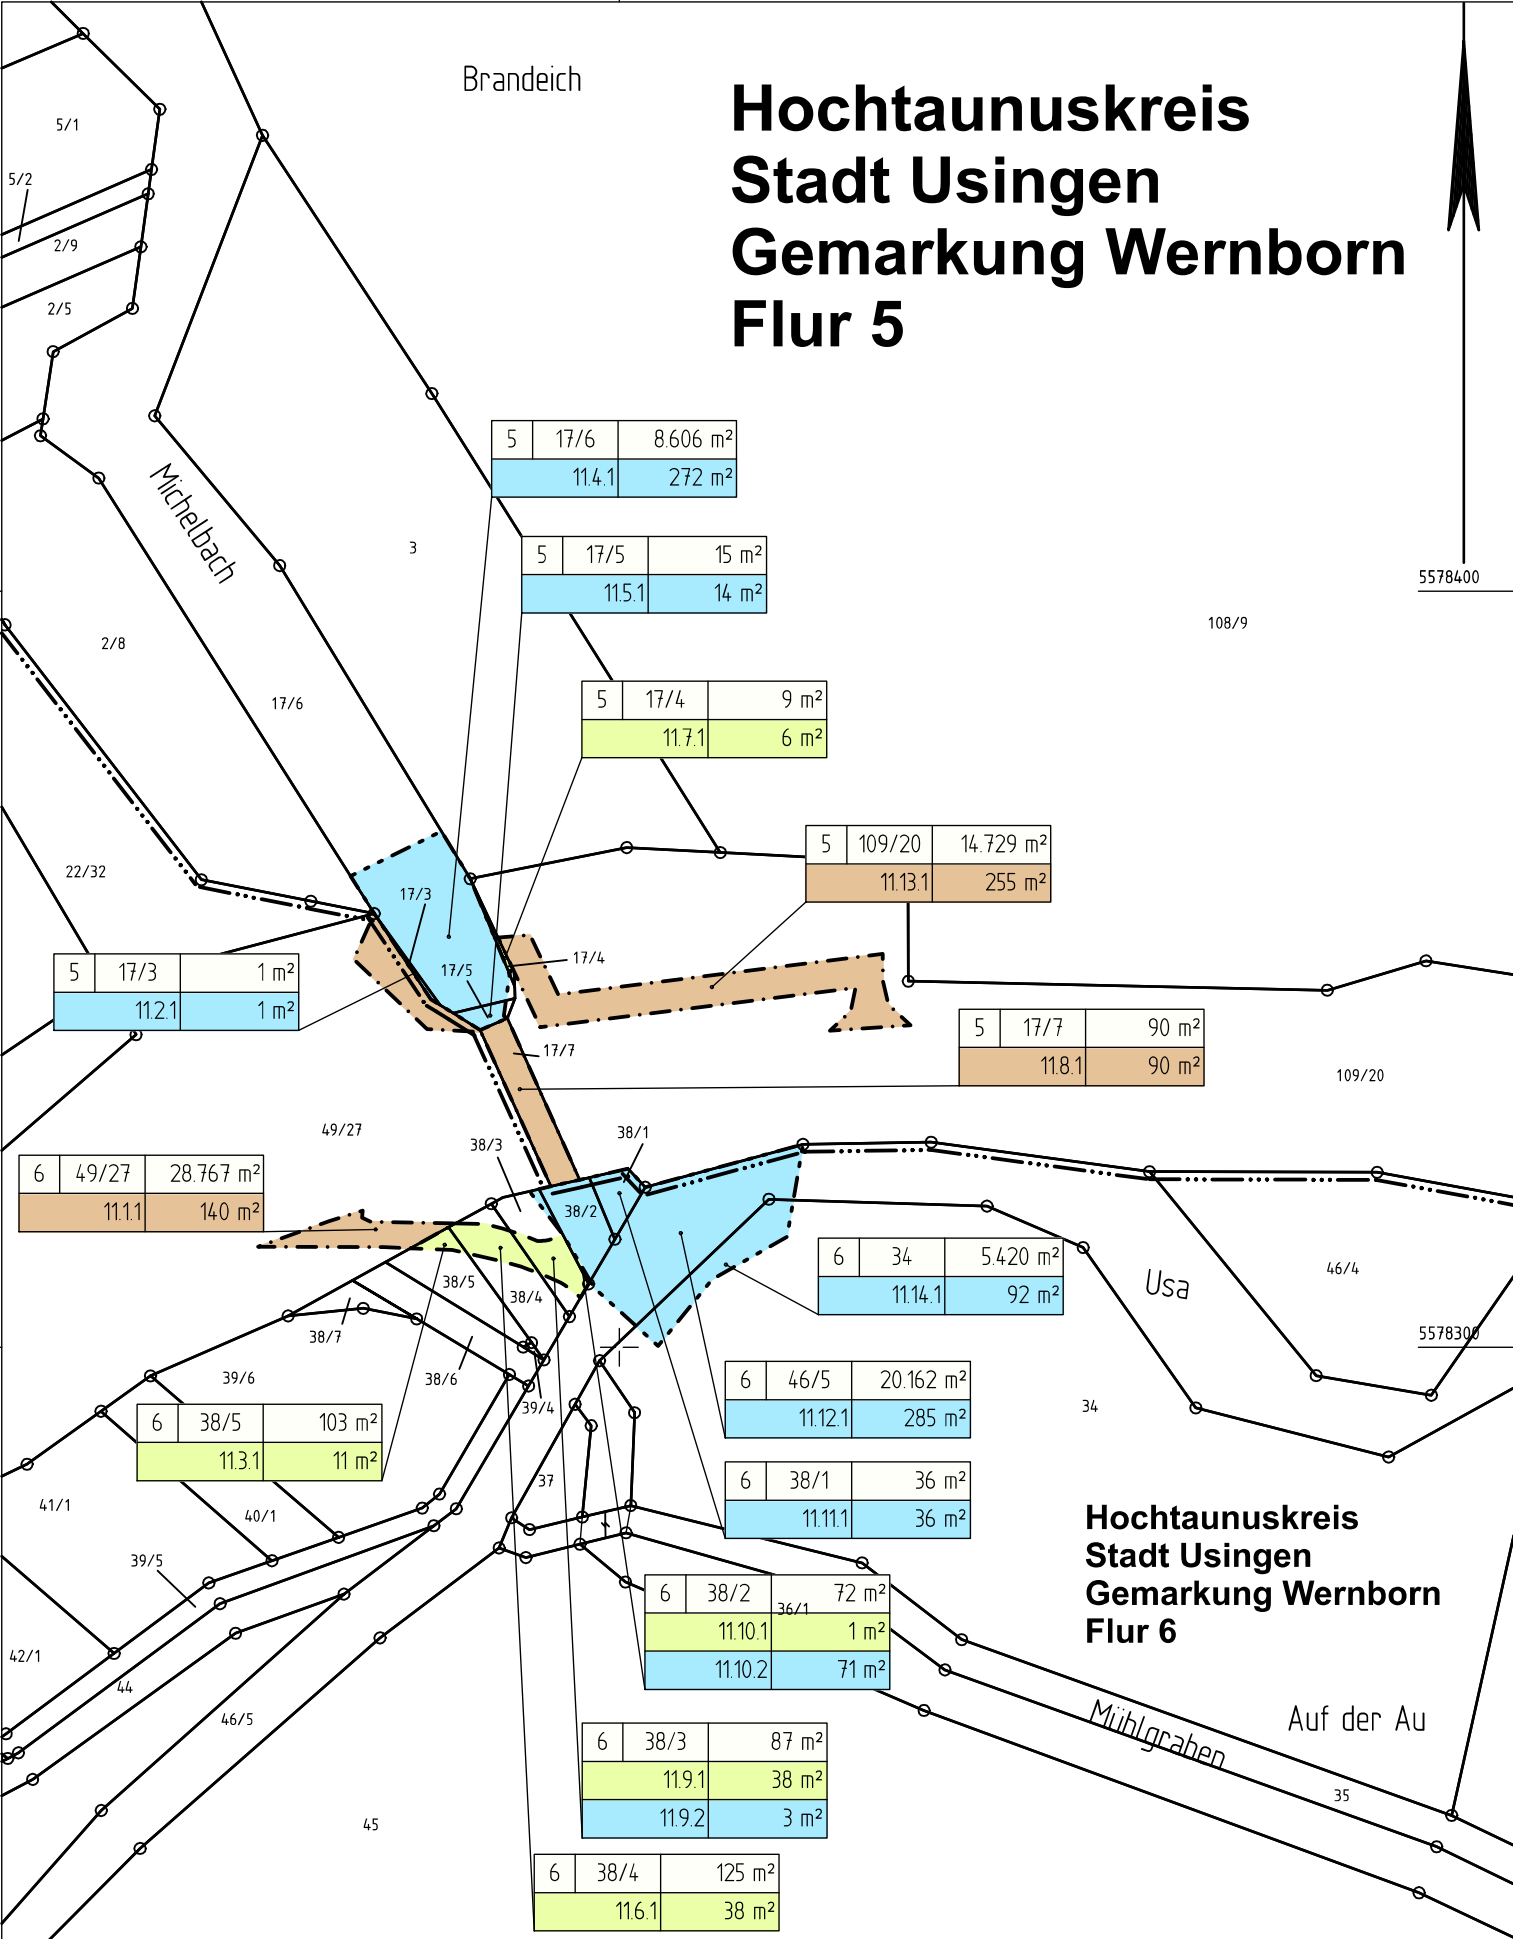 Brandeich
Hochtaunuskreis
Stadt Usingen
Gemarkung Wernborn
Flur 5
5/1
5/2
2/9
2/5
5 17/6 8.606 m²
11.4.1 272 m²
Michelbach
3
5 17/5 15 m²
11.5.1 14 m²
5578400
108/9
2/8
17/6
5 17/4 9 m²
11.7.1 6 m²
5 109/20 14.729 m²
11.13.1 255 m²
22/32
17/3
17/4
17/5
5 17/3 1 m²
11.2.1 1 m²
5 17/7 90 m²
11.8.1 90 m²
17/7
109/20
49/27
38/3
38/1
6 49/27 28.767 m²
11.1.1 140 m²
38/2
6 34 5.420 m²
11.14.1 92 m²
Usa
46/4
38/5
38/4
38/7
5578300
39/6
38/6
6 46/5 20.162 m²
11.12.1 285 m²
39/4
34
6 38/5 103 m²
11.3.1 11 m²
37
6 38/1 36 m²
11.11.1 36 m²
41/1
40/1
Hochtaunuskreis
Stadt Usingen
Gemarkung Wernborn
Flur 6
39/5
6 38/2 72 m²
36/1
11.10.1 1 m²
11.10.2 71 m²
42/1
44
46/5
Mühlgraben
Auf der Au
6 38/3 87 m²
11.9.1 38 m²
11.9.2 3 m²
35
45
6 38/4 125 m²
11.6.1 38 m²